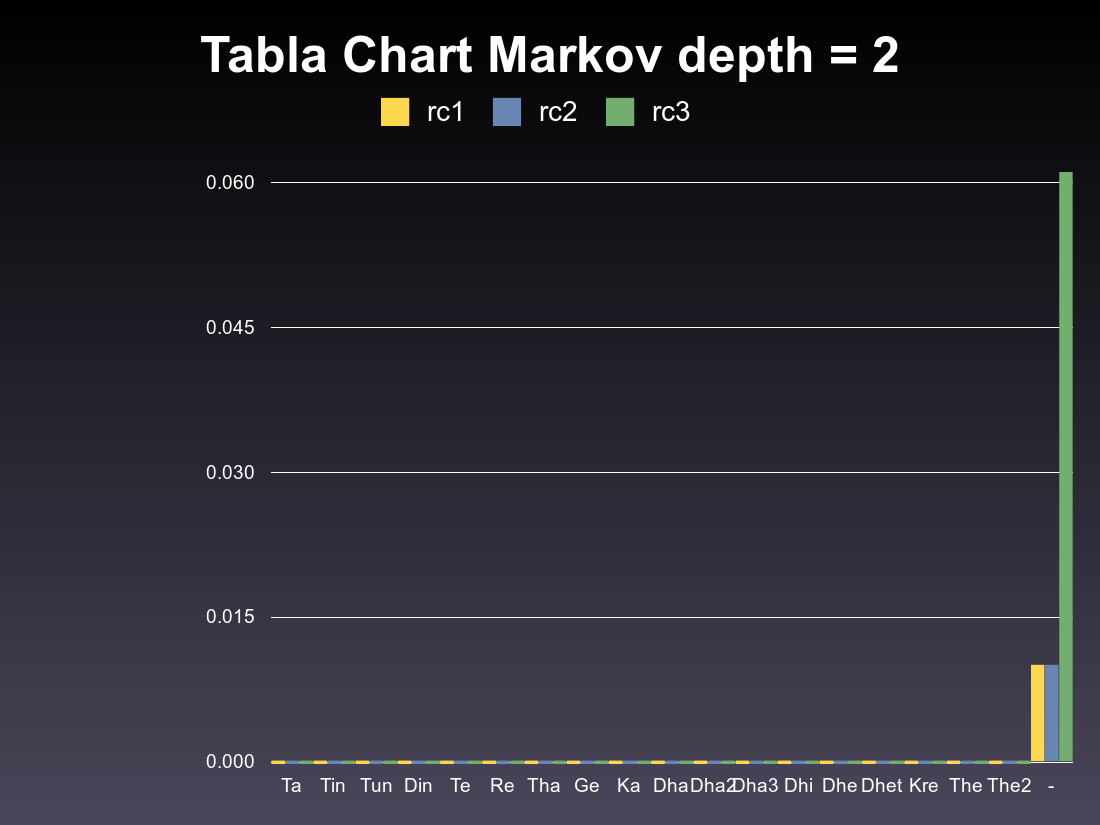 Tabla Chart Markov depth = 2
rc1 rc2 rc3
0.060
0.045
0.030
0.015
0.000
Ta Tin Tun Din Te Re Tha Ge Ka Dha Dha2 Dha3 Dhi Dhe Dhet Kre The The2 -